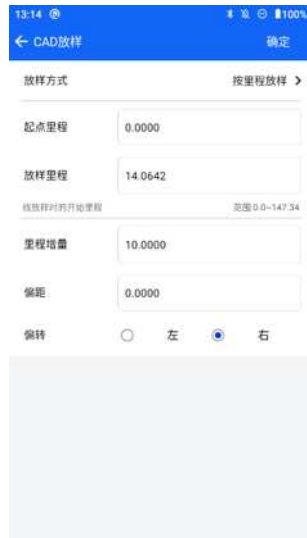 13:14 100%
CAD放样 确定
放样方式 按里程放样
起点里程 0.0000
放样里程 14.0642
线放样时的开始里程 范围:0.0~147.34
里程增量 10.0000
偏距 0.0000
偏转 左 右